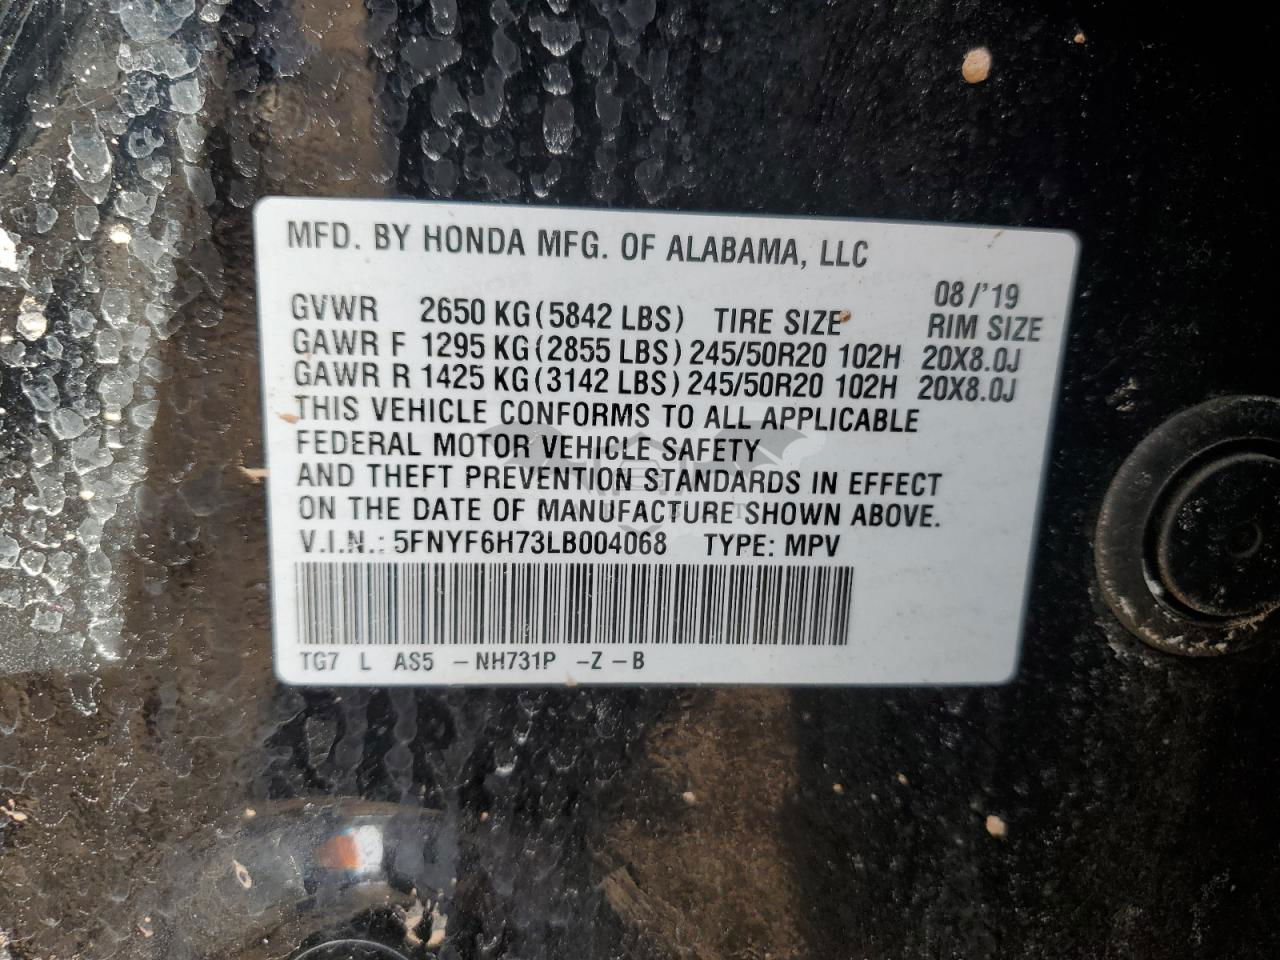 MFD. BY HONDA MFG. OF ALABAMA, LLC
08/'19
GVWR 2650 KG(5842 LBS) TIRE SIZE RIM SIZE
GAWR F 1295 KG(2855 LBS) 245/50R20 102H 20X8.0J
GAWR R 1425 KG(3142 LBS) 245/50R20 102H 20X8.0J
THIS VEHICLE CONFORMS TO ALL APPLICABLE
FEDERAL MOTOR VEHICLE SAFETY
AND THEFT PREVENTION STANDARDS IN EFFECT
ON THE DATE OF MANUFACTURE SHOWN ABOVE.
V.I.N.: 5FNYF6H73LB004068 TYPE: MPV
TG7 L AS5 -NH731P -Z -B